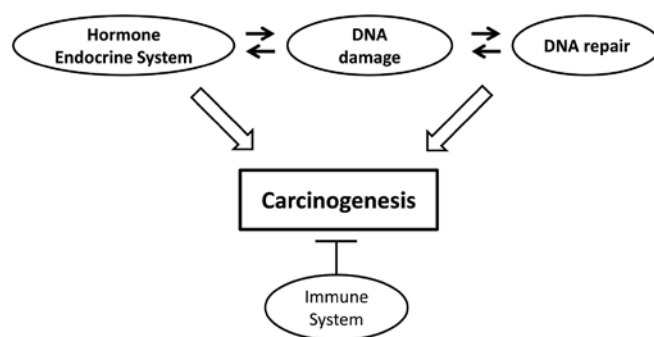 Hormone
Endocrine System
DNA
damage
DNA repair
Carcinogenesis
Immune
System